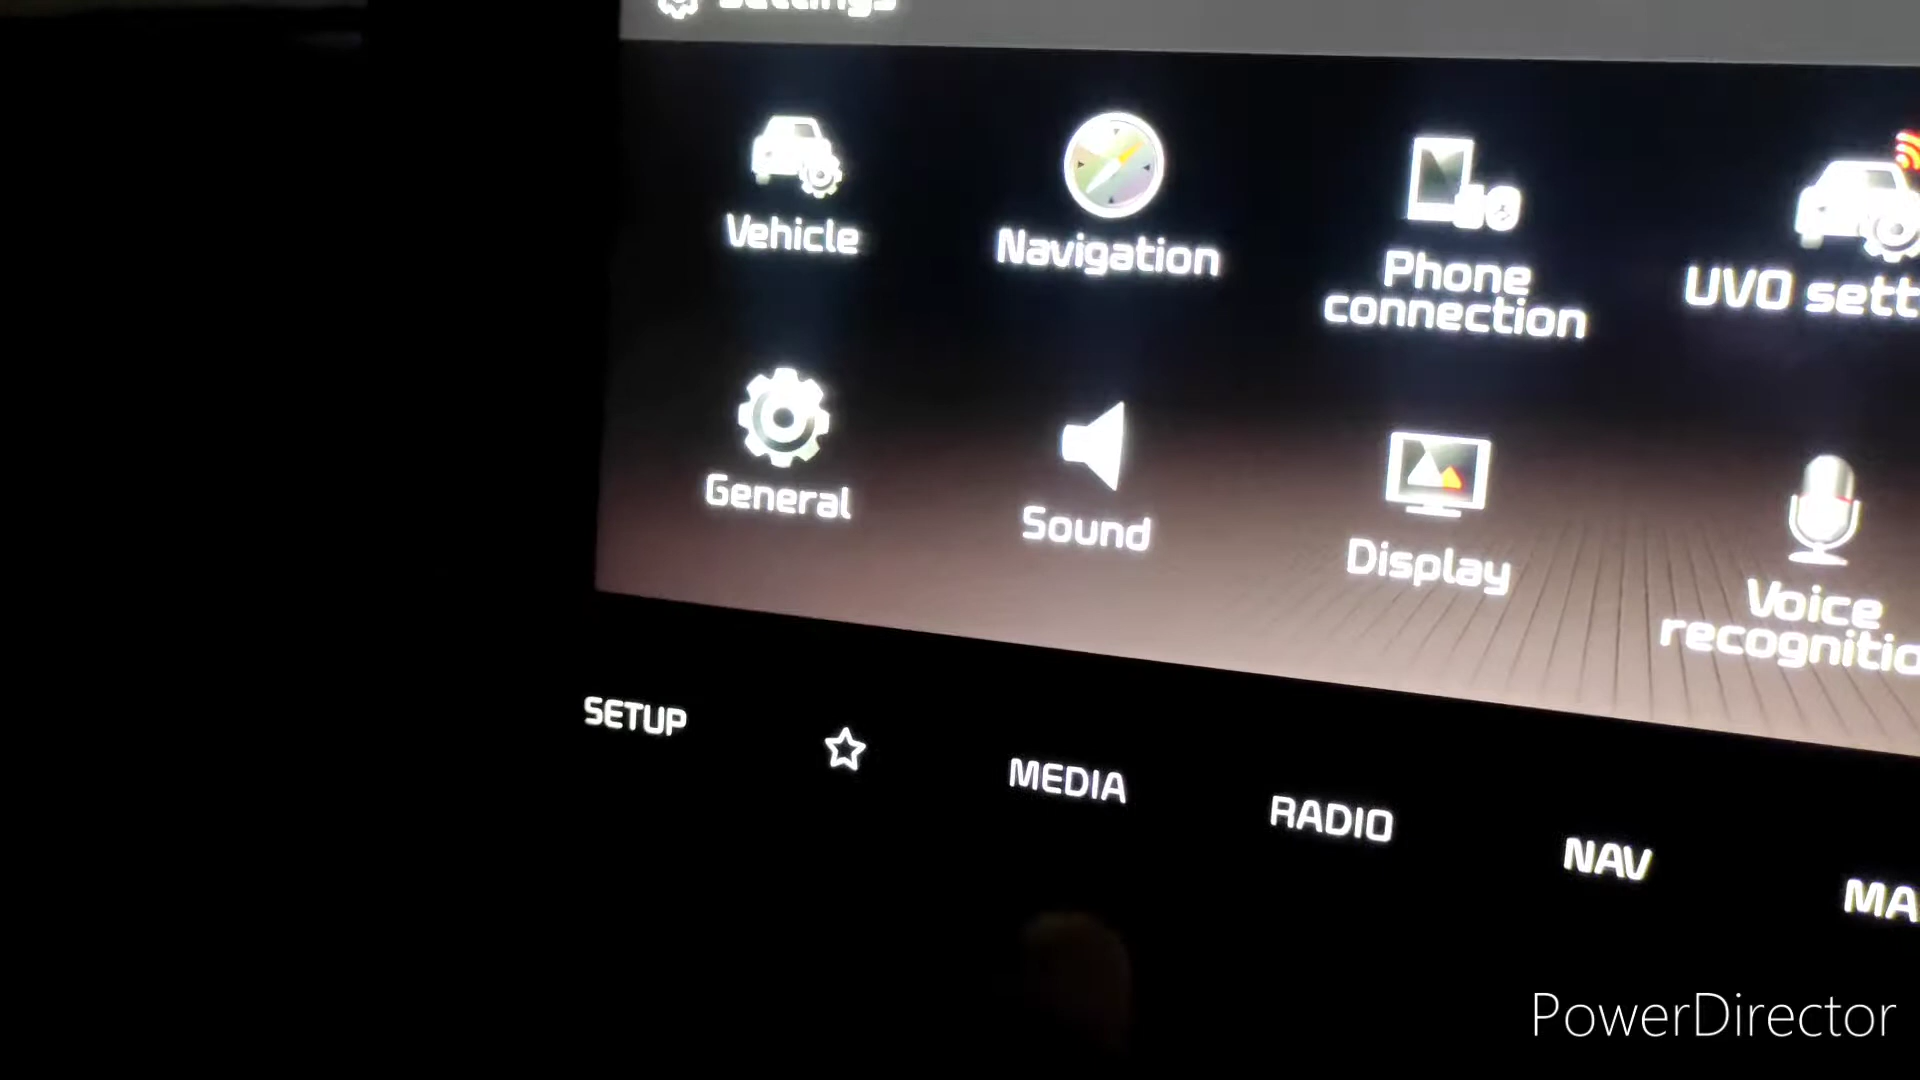 Settings
Vehicle
Navigation
Phone
connection
UVO sett
General
Sound
Display
Voice
recognitio
SETUP
MEDIA
RADIO
NAV
MA
PowerDirector